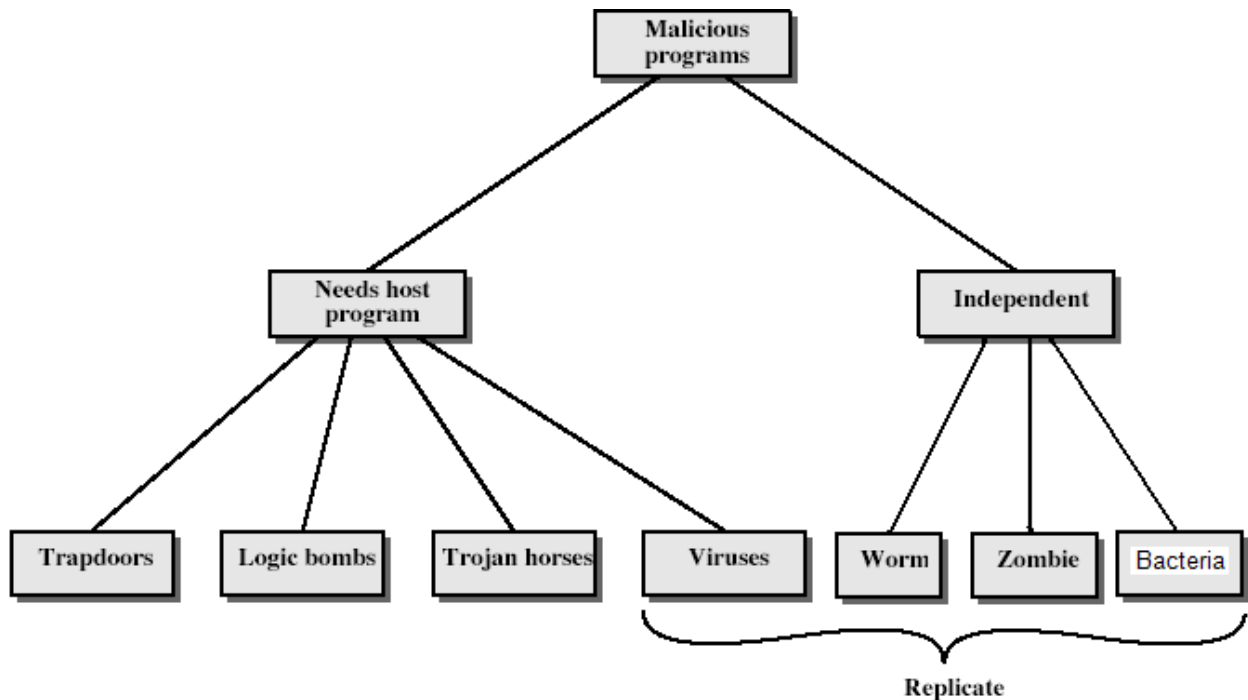 Malicious
programs
Needs host
program
Independent
Trapdoors
Logic bombs
Trojan horses
Viruses
Worm
Zombie
Bacteria
Replicate